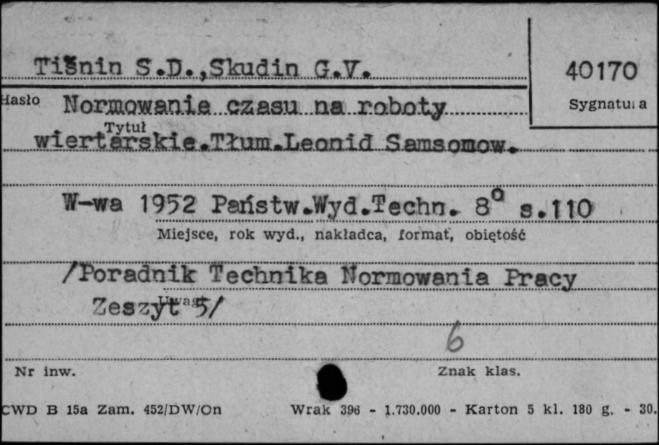 Tišnin S.D.,Skudin G.V.
40170
Hasło
Sygnatura
Normowanie czasu na roboty
Tytuł
wiertarskie.Tłum.Leonid Samsonow.
W-wa 1952 Państw.Wyd.Techn. 8° s.110
Miejsce, rok wyd., nakładca, format, objętość
/Poradnik Technika Normowania Pracy
Uwagi
Zeszyt 5/
6
Nr inw.
Znak klas.
CWD B 15a Zam. 452/DW/On
Wrak 396 - 1.730.000 - Karton 5 kl. 180 g. - 30.